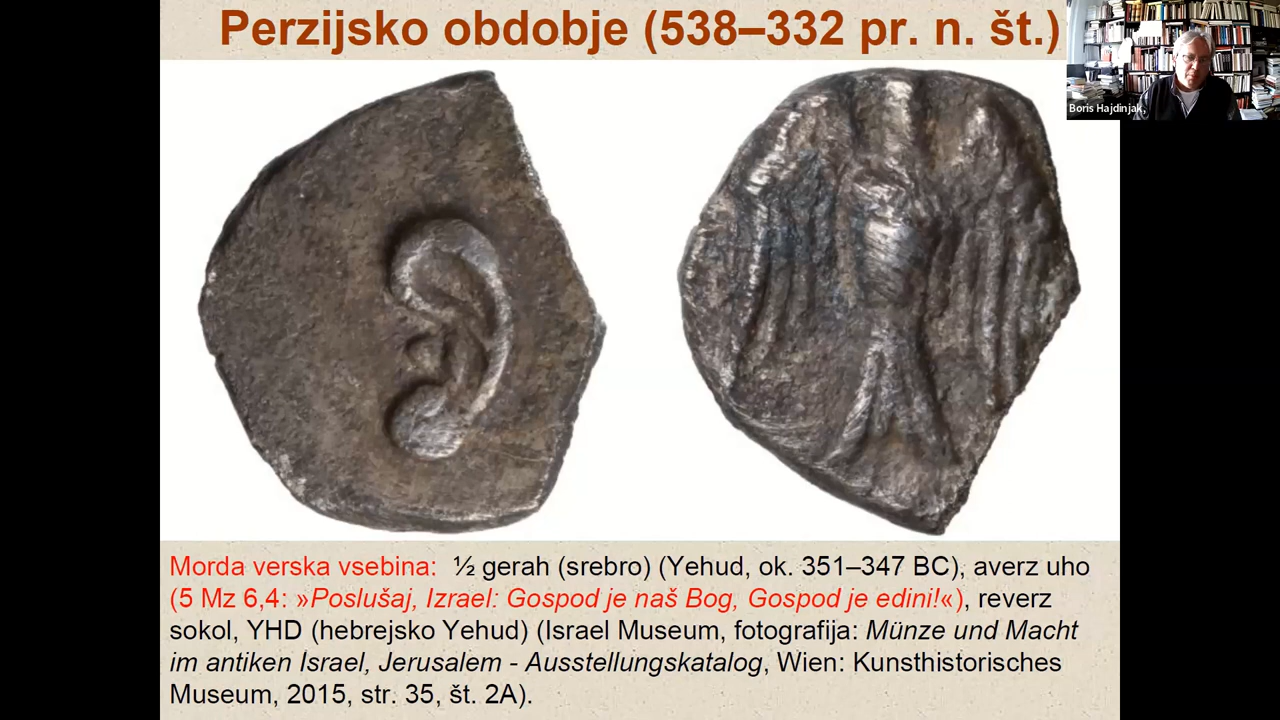 Perzijsko obdobje (538–332 pr. n. št.)
Boris Hajdinjak,
Morda verska vsebina: ½ gerah (srebro) (Yehud, ok. 351–347 BC), averz uho
(5 Mz 6,4: »Poslušaj, Izrael: Gospod je naš Bog, Gospod je edini!«), reverz
sokol, YHD (hebrejsko Yehud) (Israel Museum, fotografija: Münze und Macht
im antiken Israel, Jerusalem - Ausstellungskatalog, Wien: Kunsthistorisches
Museum, 2015, str. 35, št. 2A).